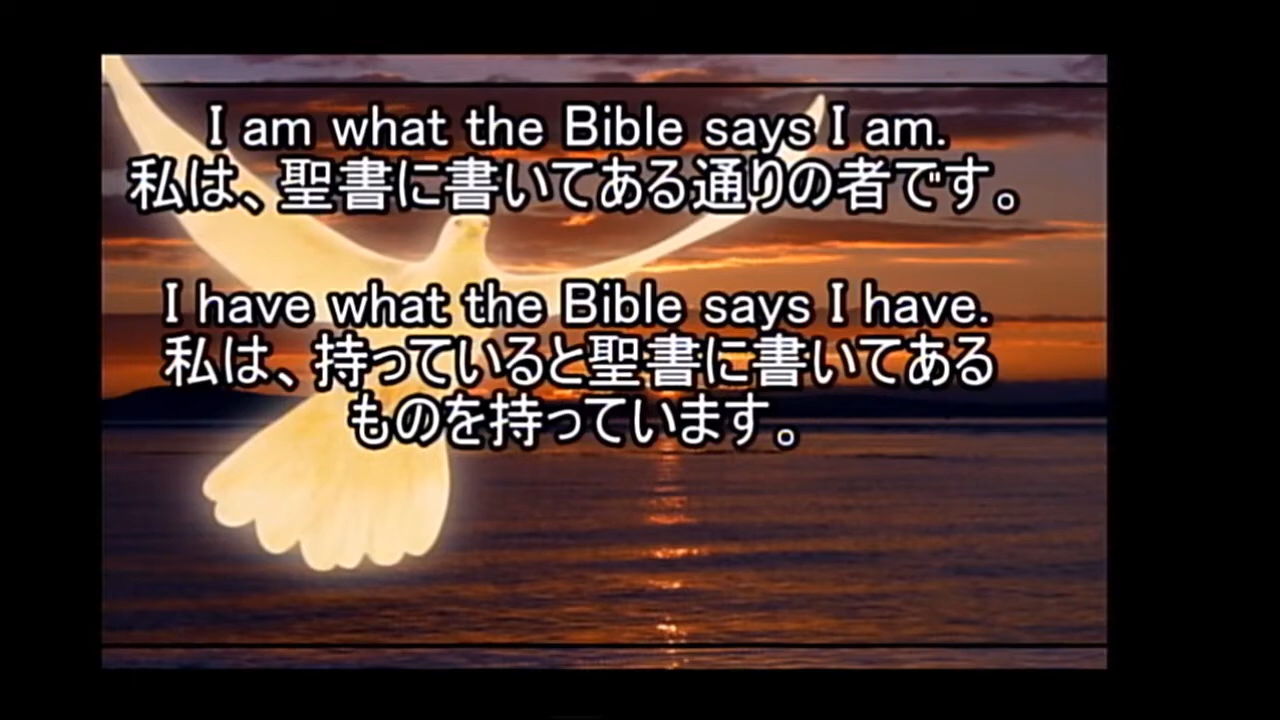 I am what the Bible says I am.
私は、聖書に書いてある通りの者です。
I have what the Bible says I have.
私は、持っていると聖書に書いてある
ものを持っています。